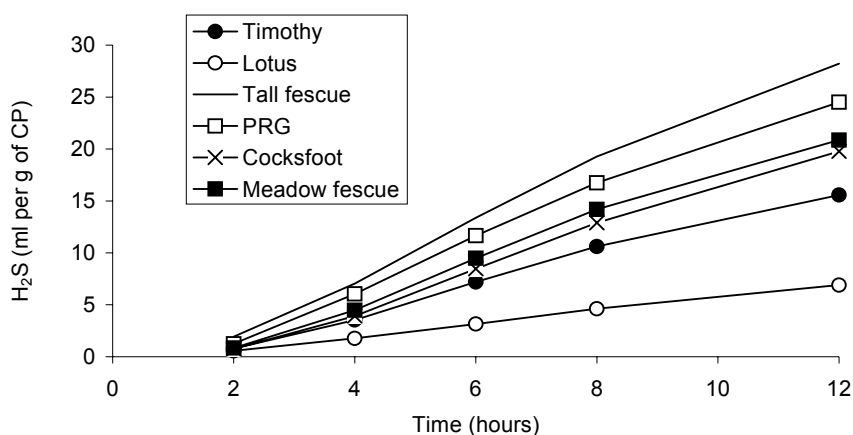 30
25
20
15
10
5
0
H₂S (ml per g of CP)
Timothy
Lotus
Tall fescue
PRG
Cocksfoot
Meadow fescue
0 2 4 6 8 10 12
Time (hours)